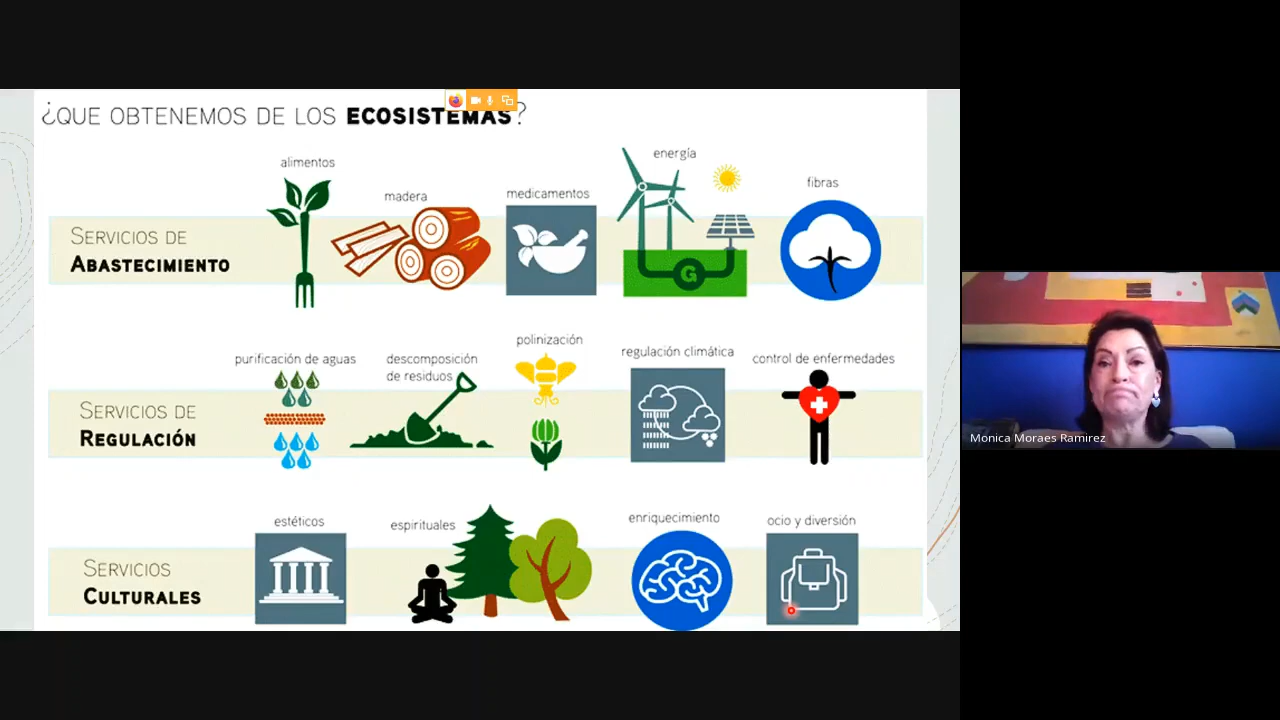 ¿QUE OBTENEMOS DE LOS ECOSISTEMAS?
alimentos
madera
medicamentos
energía
fibras
SERVICIOS DE
ABASTECIMIENTO
G
purificación de aguas
descomposición
de residuos
polinización
regulación climática
control de enfermedades
SERVICIOS DE
REGULACIÓN
Monica Moraes Ramirez
estéticos
espirituales
enriquecimiento
ocio y diversión
SERVICIOS
CULTURALES